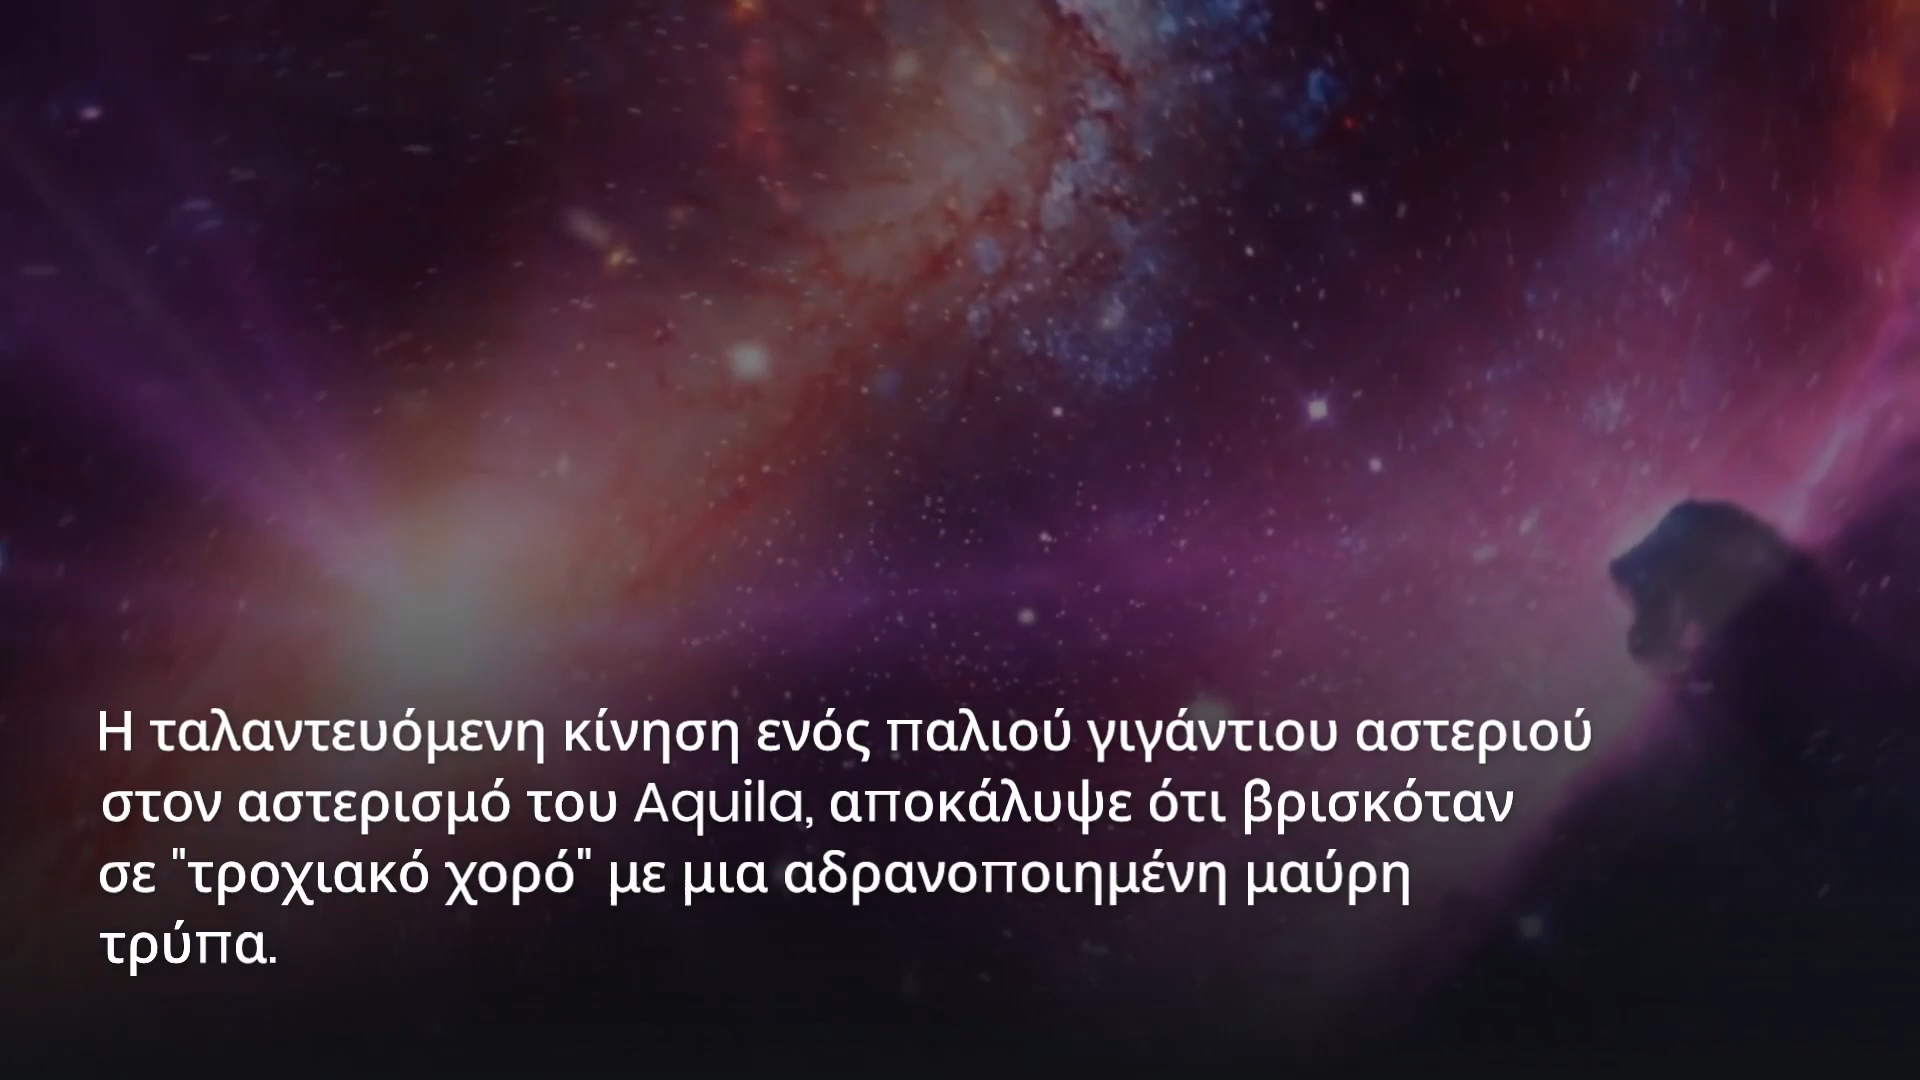 Η ταλαντευόμενη κίνηση ενός παλιού γιγάντιου αστεριού
στον αστερισμό του Aquila, αποκάλυψε ότι βρισκόταν
σε "τροχιακό χορό" με μια αδρανοποιημένη μαύρη
τρύπα.